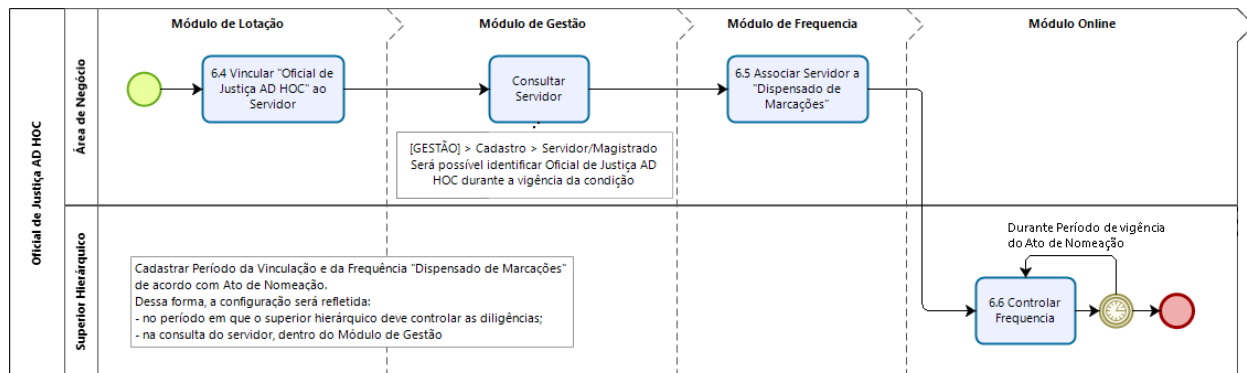 Módulo de Lotação
Módulo de Gestão
Módulo de Frequencia
Módulo Online
Oficial de Justiça AD HOC
Área de Negócio
6.4 Vincular "Oficial de
Justiça AD HOC" ao
Servidor
Consultar
Servidor
6.5 Associar Servidor a
"Dispensado de
Marcações"
[GESTÃO] > Cadastro > Servidor/Magistrado
Será possível identificar Oficial de Justiça AD
HOC durante a vigência da condição
Superior Hierárquico
Cadastrar Período da Vinculação e da Frequência "Dispensado de Marcações"
de acordo com Ato de Nomeação.
Dessa forma, a configuração será refletida:
- no período em que o superior hierárquico deve controlar as diligências;
- na consulta do servidor, dentro do Módulo de Gestão
Durante Período de vigência
do Ato de Nomeação
6.6 Controlar
Frequencia